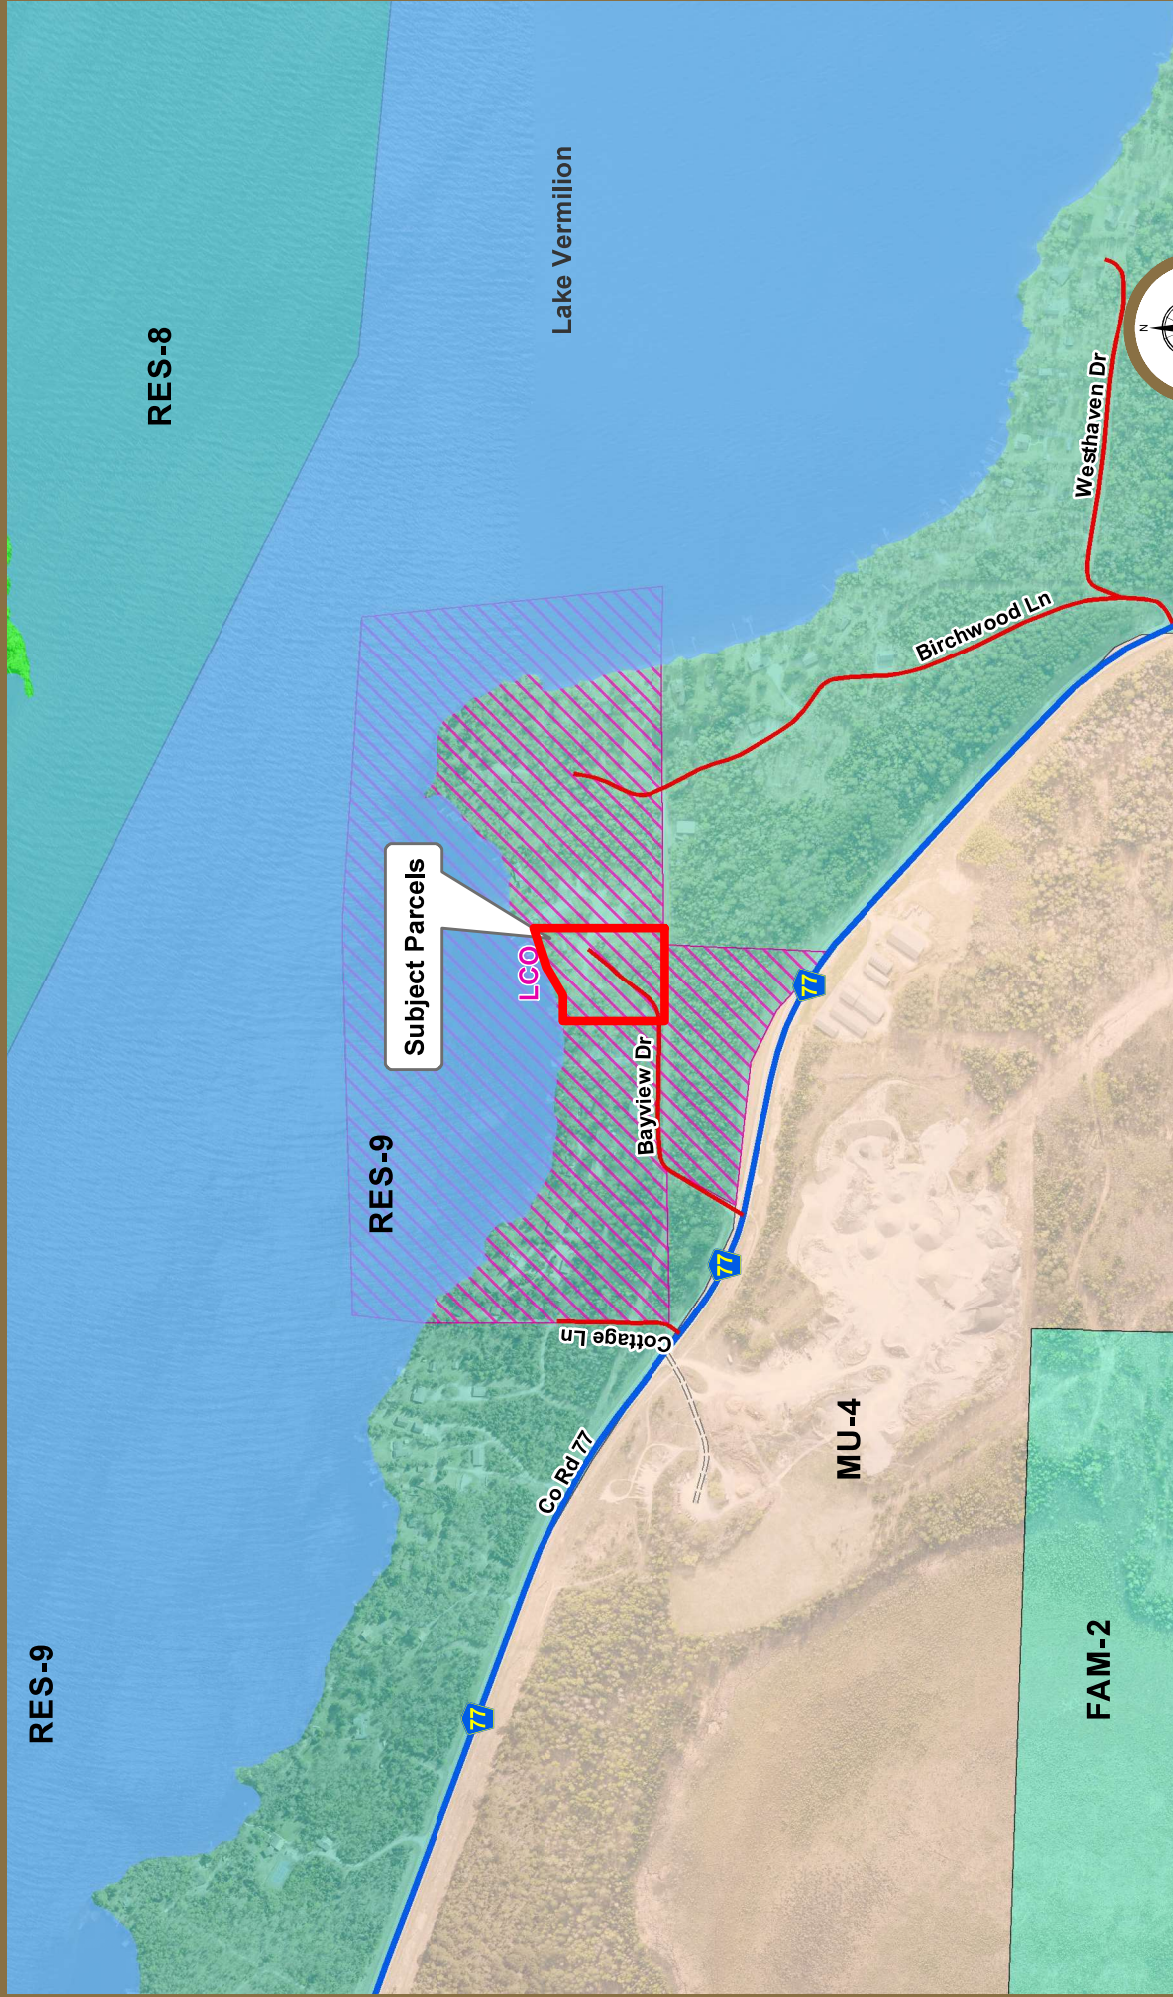 RES-8
Lake Vermilion
Westhaven Dr
N
Birchwood Ln
Subject Parcels
LCO
77
Bayview Dr
RES-9
77
Cottage Ln
Co Rd 77
MU-4
RES-9
77
FAM-2